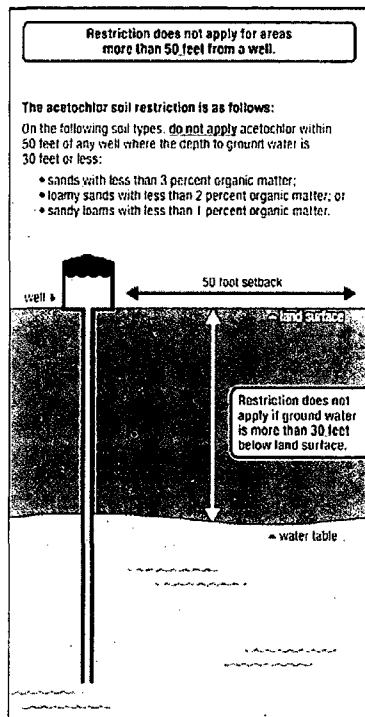 Restriction does not apply for areas
more than 50 feet from a well.
The acetochlor soil restriction is as follows:
On the following soil types, do not apply acetochlor within
50 feet of any well where the depth to ground water is
30 feet or less:
• sands with less than 3 percent organic matter;
• loamy sands with less than 2 percent organic matter; or
• sandy loams with less than 1 percent organic matter.
50 foot setback
well
land surface
Restriction does not
apply if ground water
is more than 30 feet
below land surface.
water table